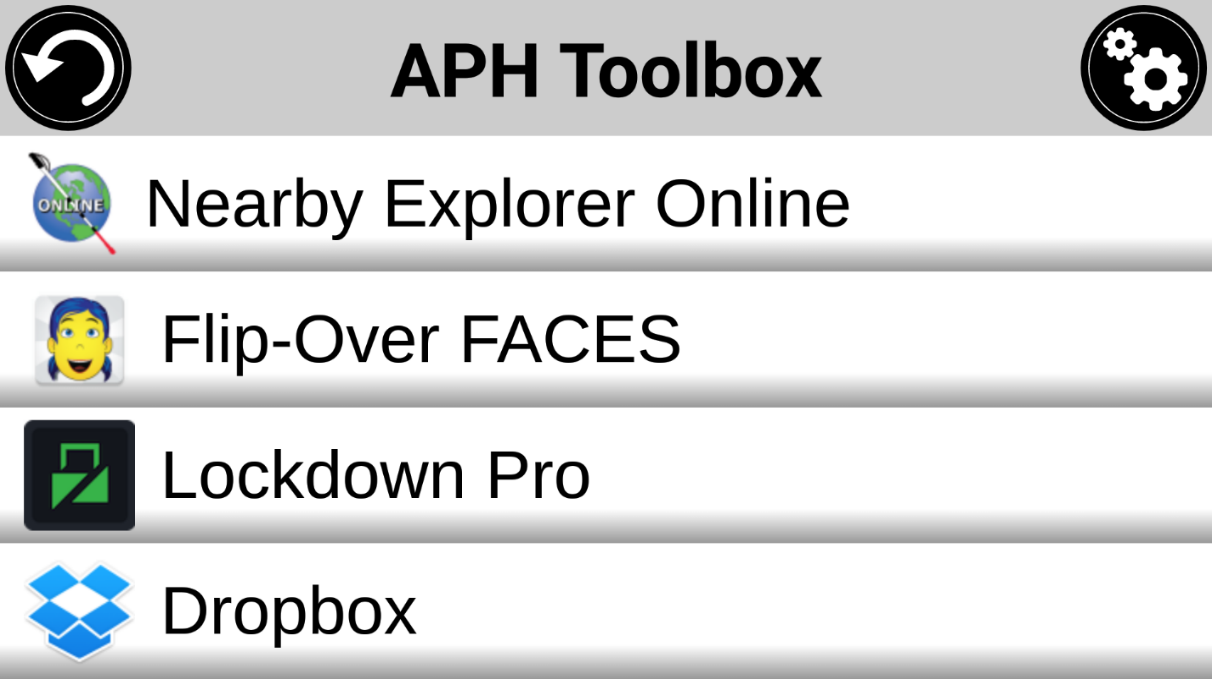 APH Toolbox
ONLINE
Nearby Explorer Online
Flip-Over FACES
Lockdown Pro
Dropbox